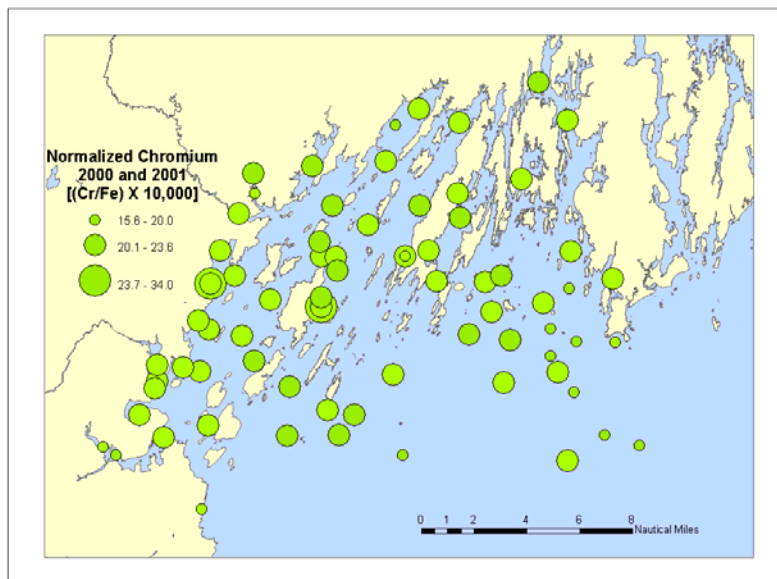 Normalized Chromium
2000 and 2001
[(Cr/Fe) X 10,000]
15.6 - 20.0
20.1 - 23.6
23.7 - 34.0
0 1 2 4 6 8
Nautical Miles